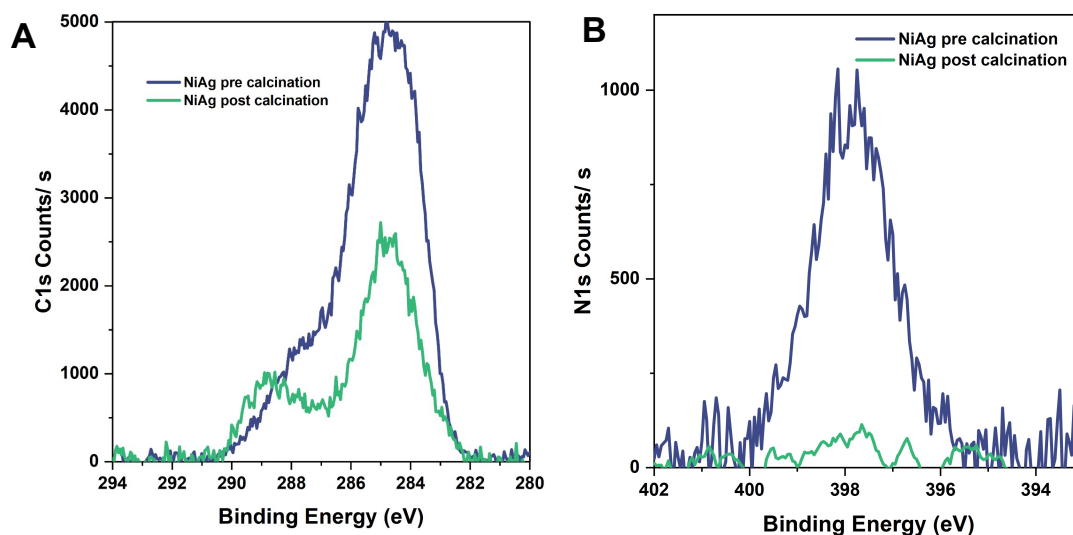 A
NiAg pre calcination
NiAg post calcination
C1s Counts/ s
5000
4000
3000
2000
1000
0
294 292 290 288 286 284 282 280
Binding Energy (eV)
B
NiAg pre calcination
NiAg post calcination
N1s Counts/ s
1000
500
0
402 400 398 396 394
Binding Energy (eV)